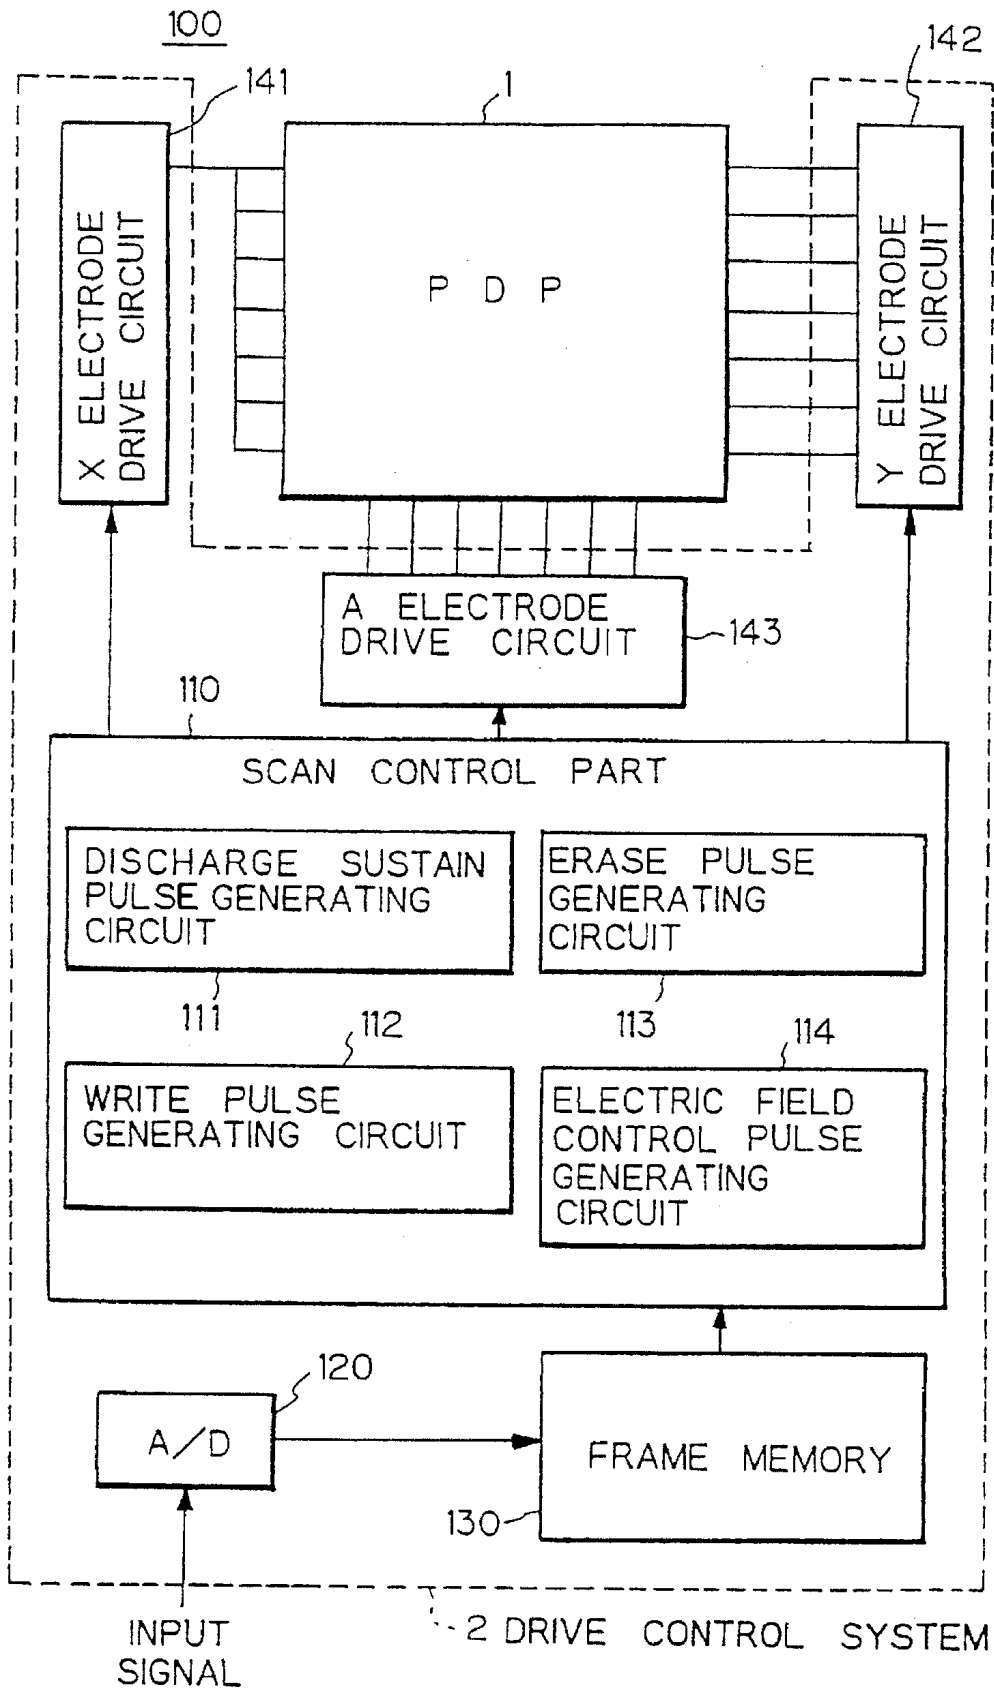 100
141
1
142
X ELECTRODE
DRIVE CIRCUIT
P D P
Y ELECTRODE
DRIVE CIRCUIT
A ELECTRODE
DRIVE CIRCUIT
143
110
SCAN CONTROL PART
DISCHARGE SUSTAIN
PULSE GENERATING
CIRCUIT
111
ERASE PULSE
GENERATING
CIRCUIT
113
112
WRITE PULSE
GENERATING CIRCUIT
114
ELECTRIC FIELD
CONTROL PULSE
GENERATING
CIRCUIT
120
A/D
FRAME MEMORY
130
INPUT
SIGNAL
2 DRIVE CONTROL SYSTEM